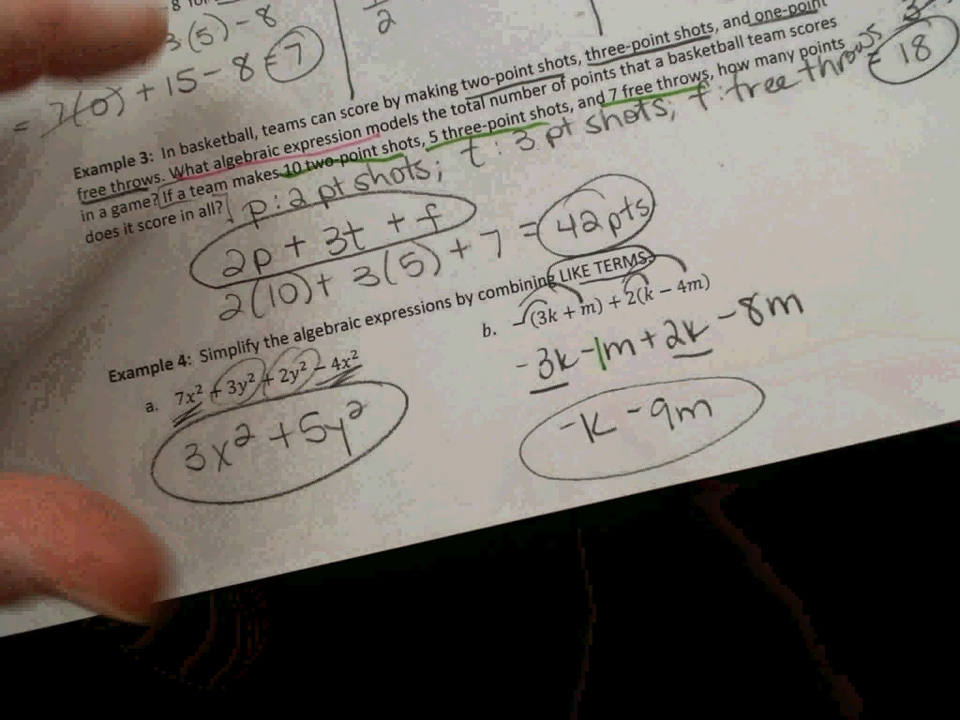 3(5) - 8
= 7(0) + 15 - 8 = 7
2
18
Example 3: In basketball, teams can score by making two-point shots, three-point shots, and one-point
free throws. What algebraic expression models the total number of points that a basketball team scores
in a game? If a team makes 10 two-point shots, 5 three-point shots, and 7 free throws, how many points
does it score in all?
p: 2 pt shots; t: 3 pt shots; f: free throws
2p + 3t + f
2(10) + 3(5) + 7 = 42pts
Example 4: Simplify the algebraic expressions by combining LIKE TERMS.
a. 7x² + 3y² + 2y² - 4x²
3x² + 5y²
b. -(3k + m) + 2(k - 4m)
-3k - 1m + 2k - 8m
-k - 9m